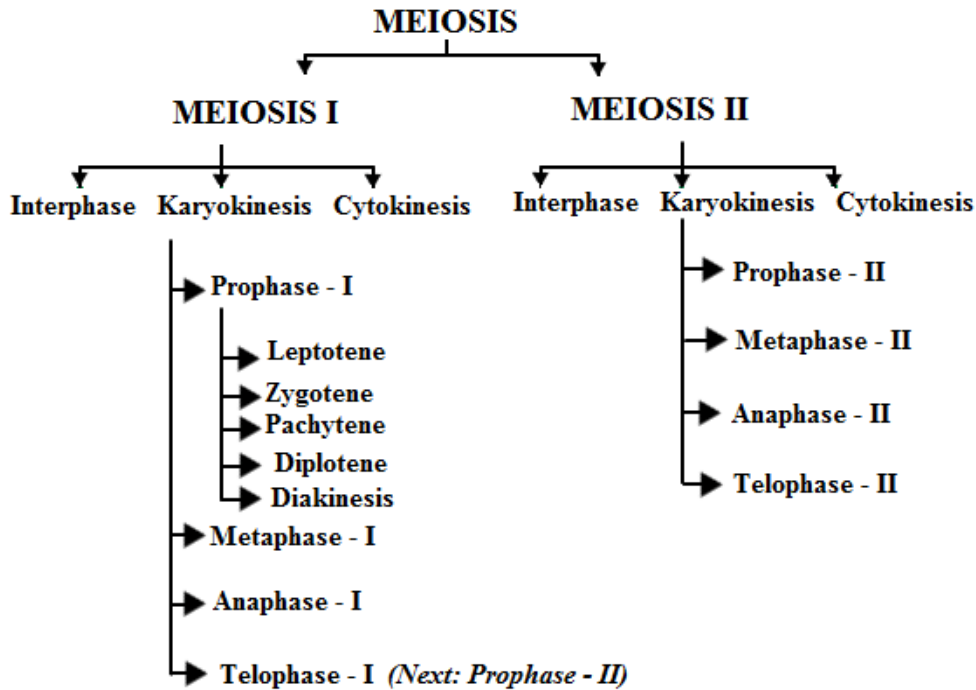 MEIOSIS
MEIOSIS I
MEIOSIS II
Interphase Karyokinesis Cytokinesis
Interphase Karyokinesis Cytokinesis
Prophase - I
Leptotene
Zygotene
Pachytene
Diplotene
Diakinesis
Metaphase - I
Anaphase - I
Telophase - I (Next: Prophase - II)
Prophase - II
Metaphase - II
Anaphase - II
Telophase - II